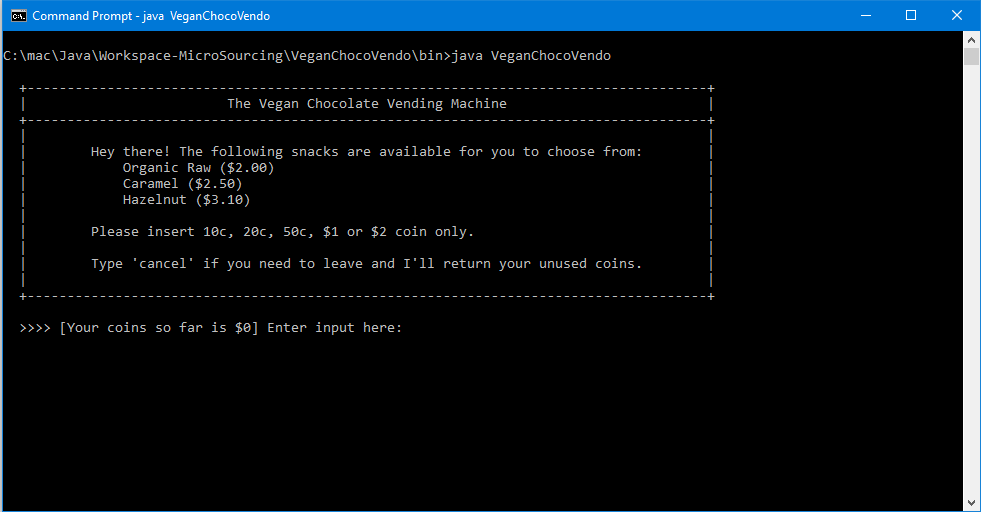 Command Prompt - java  VeganChocoVendo
C:\mac\Java\Workspace-MicroSourcing\VeganChocoVendo\bin>java VeganChocoVendo
+-------------------------------------------------------------------------------------+
|                         The Vegan Chocolate Vending Machine                         |
+-------------------------------------------------------------------------------------+
|                                                                                     |
|        Hey there! The following snacks are available for you to choose from:        |
|            Organic Raw ($2.00)                                                      |
|            Caramel ($2.50)                                                          |
|            Hazelnut ($3.10)                                                         |
|                                                                                     |
|        Please insert 10c, 20c, 50c, $1 or $2 coin only.                             |
|                                                                                     |
|        Type 'cancel' if you need to leave and I'll return your unused coins.        |
|                                                                                     |
+-------------------------------------------------------------------------------------+
>>>> [Your coins so far is $0] Enter input here: